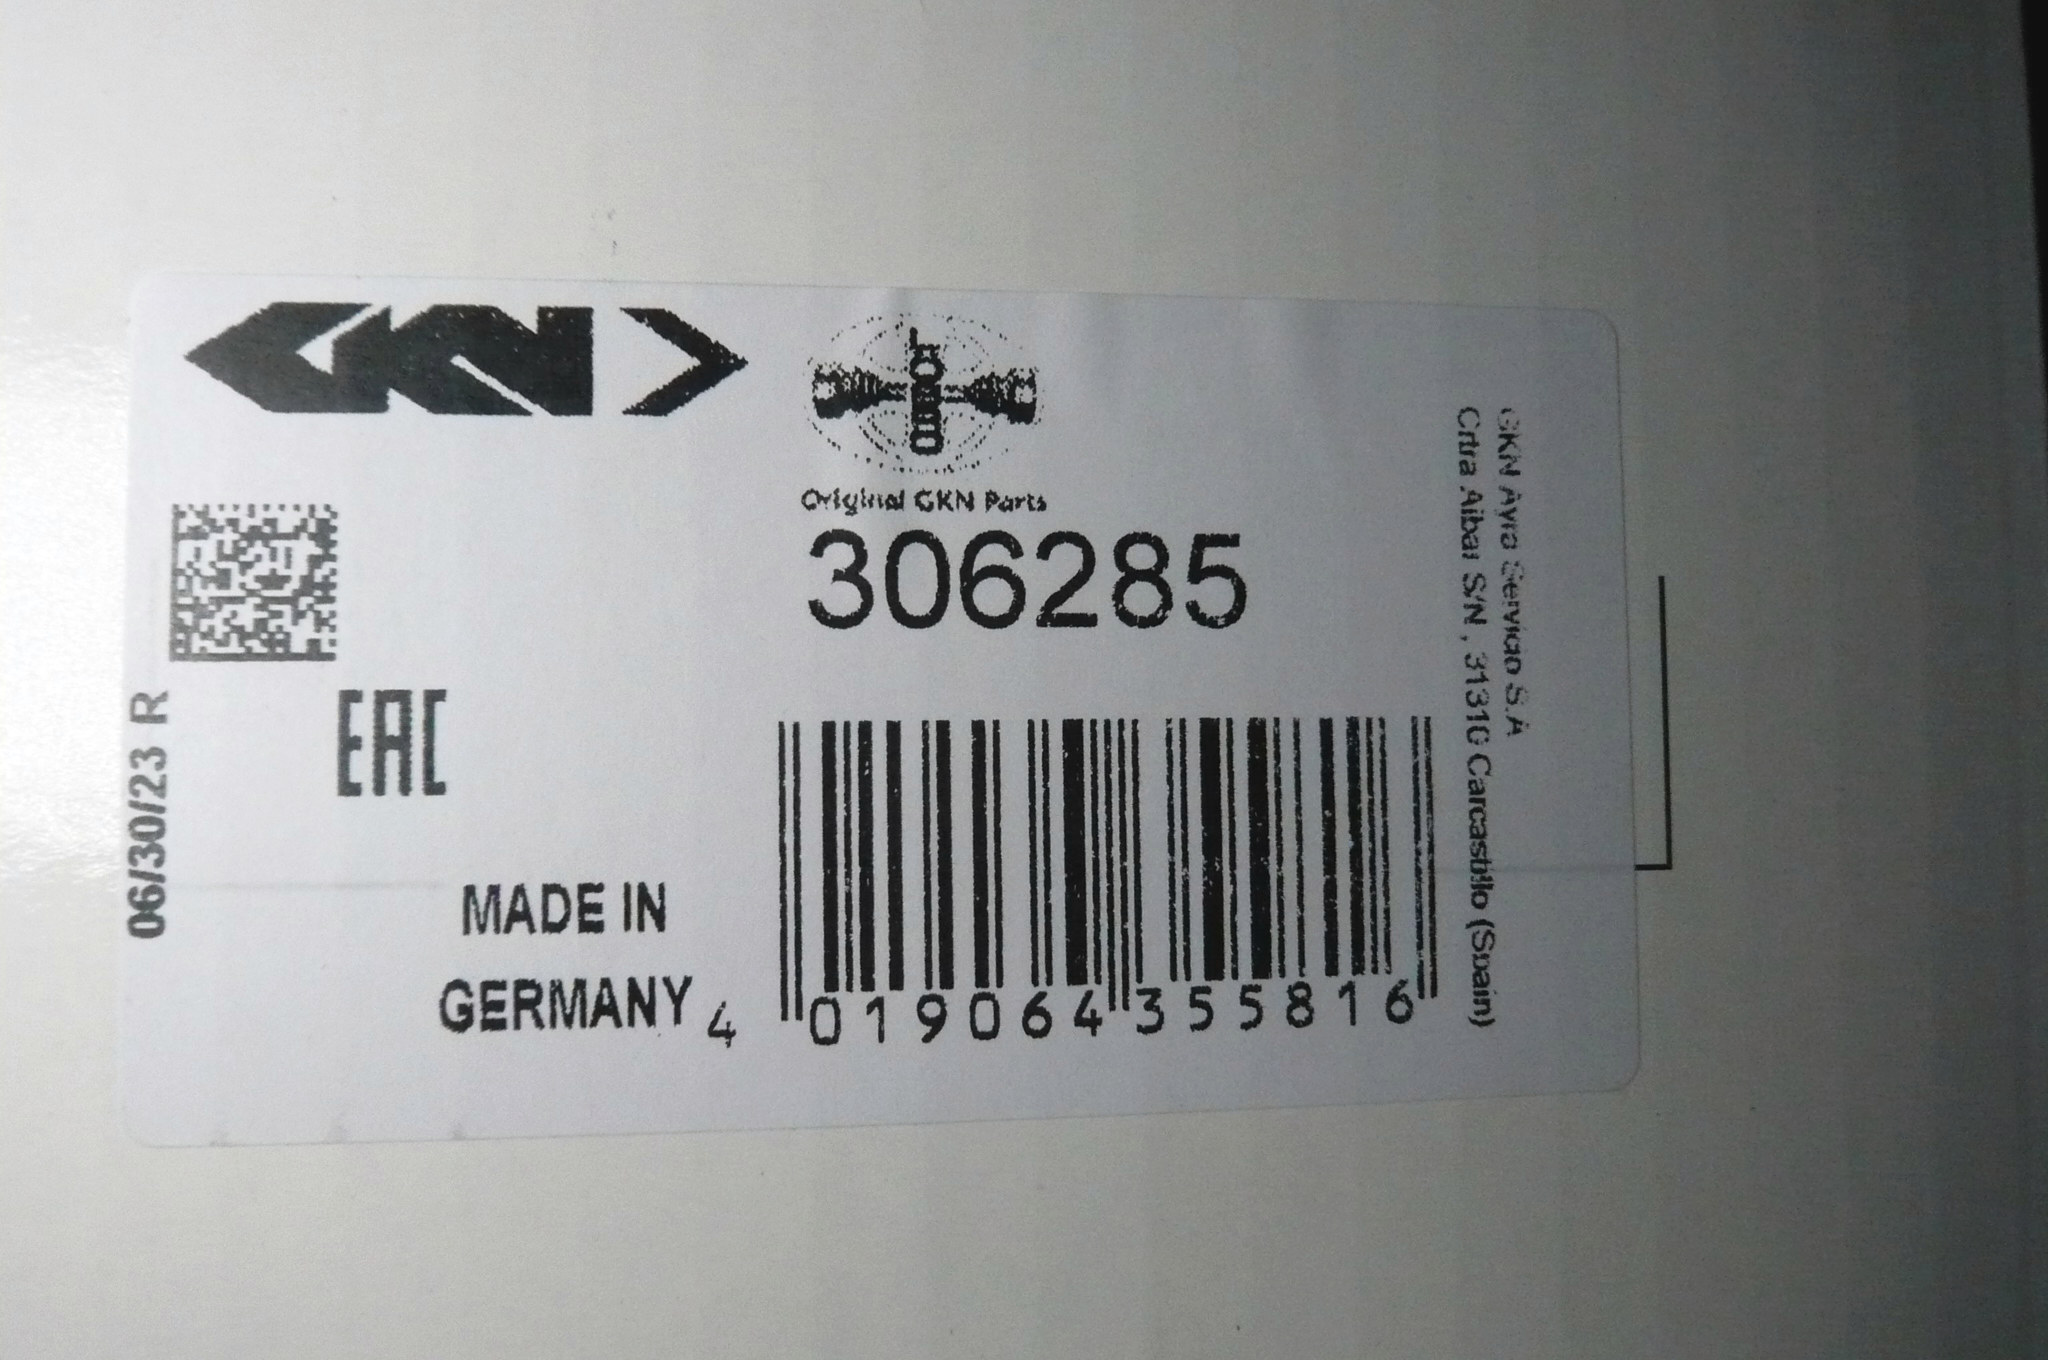 GKN
LÖBRO
Original GKN Parts
306285
EAC
06/30/23 R
MADE IN
GERMANY
4 019064 355816
GKN Ayra Servicio S.A
Crtra Aibar S/N , 31310 Carcastillo (Spain)